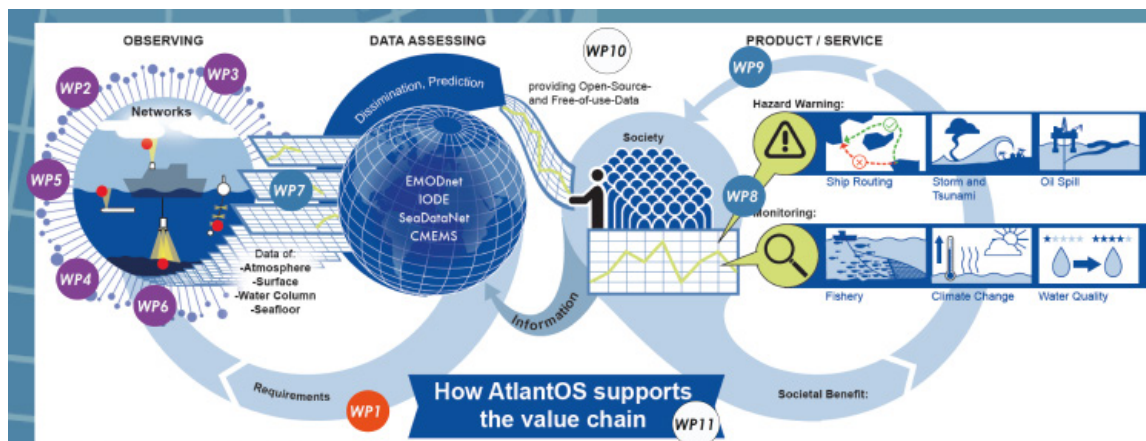 OBSERVING
DATA ASSESSING
PRODUCT / SERVICE
WP10
WP9
WP3
WP2
Networks
Dissimination, Prediction
providing Open-Source-
and Free-of-use-Data
Society
Hazard Warning:
Ship Routing
Storm and
Tsunami
Oil Spill
WP5
WP7
EMODnet
IODE
SeaDataNet
CMEMS
WP8
Monitoring:
Fishery
Climate Change
Water Quality
WP4
WP6
Data of:
-Atmosphere
-Surface
-Water Column
-Seafloor
Information
Requirements
WP1
How AtlantOS supports
the value chain
WP11
Societal Benefit: